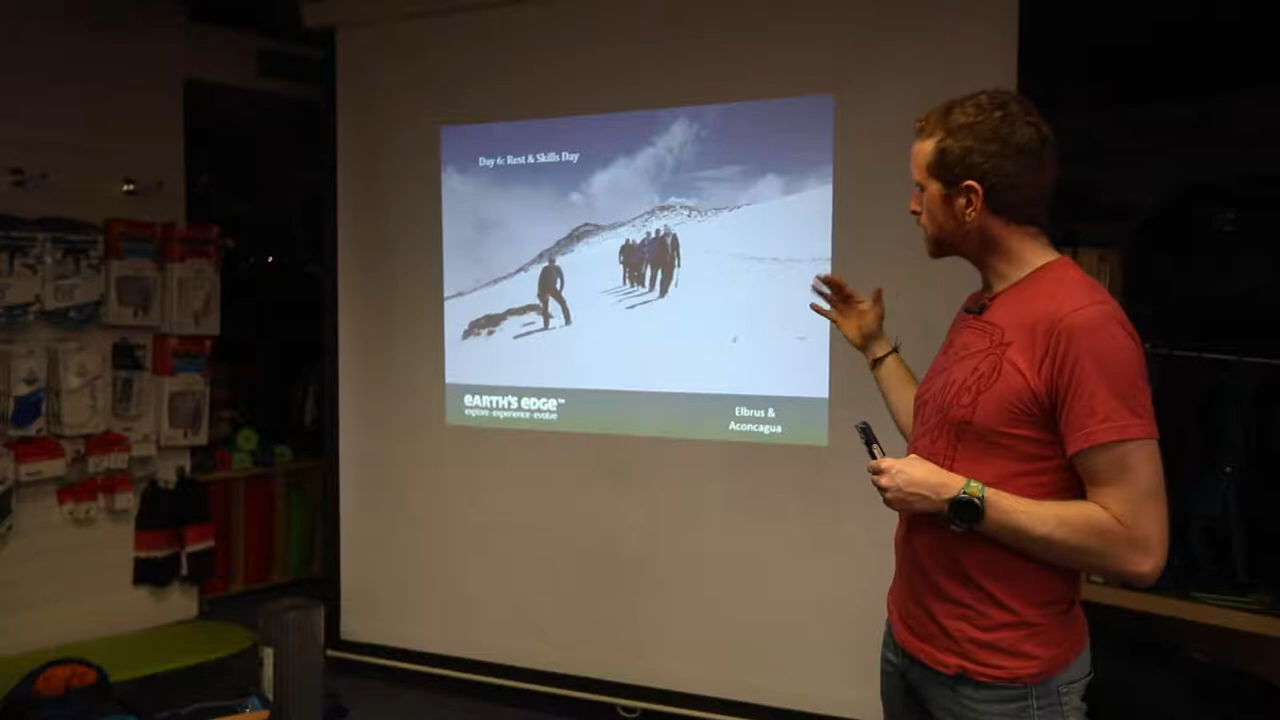 Day 6: Rest & Skills Day
eARTH'S eDGE™
explore · experience · evolve
Elbrus &
Aconcagua